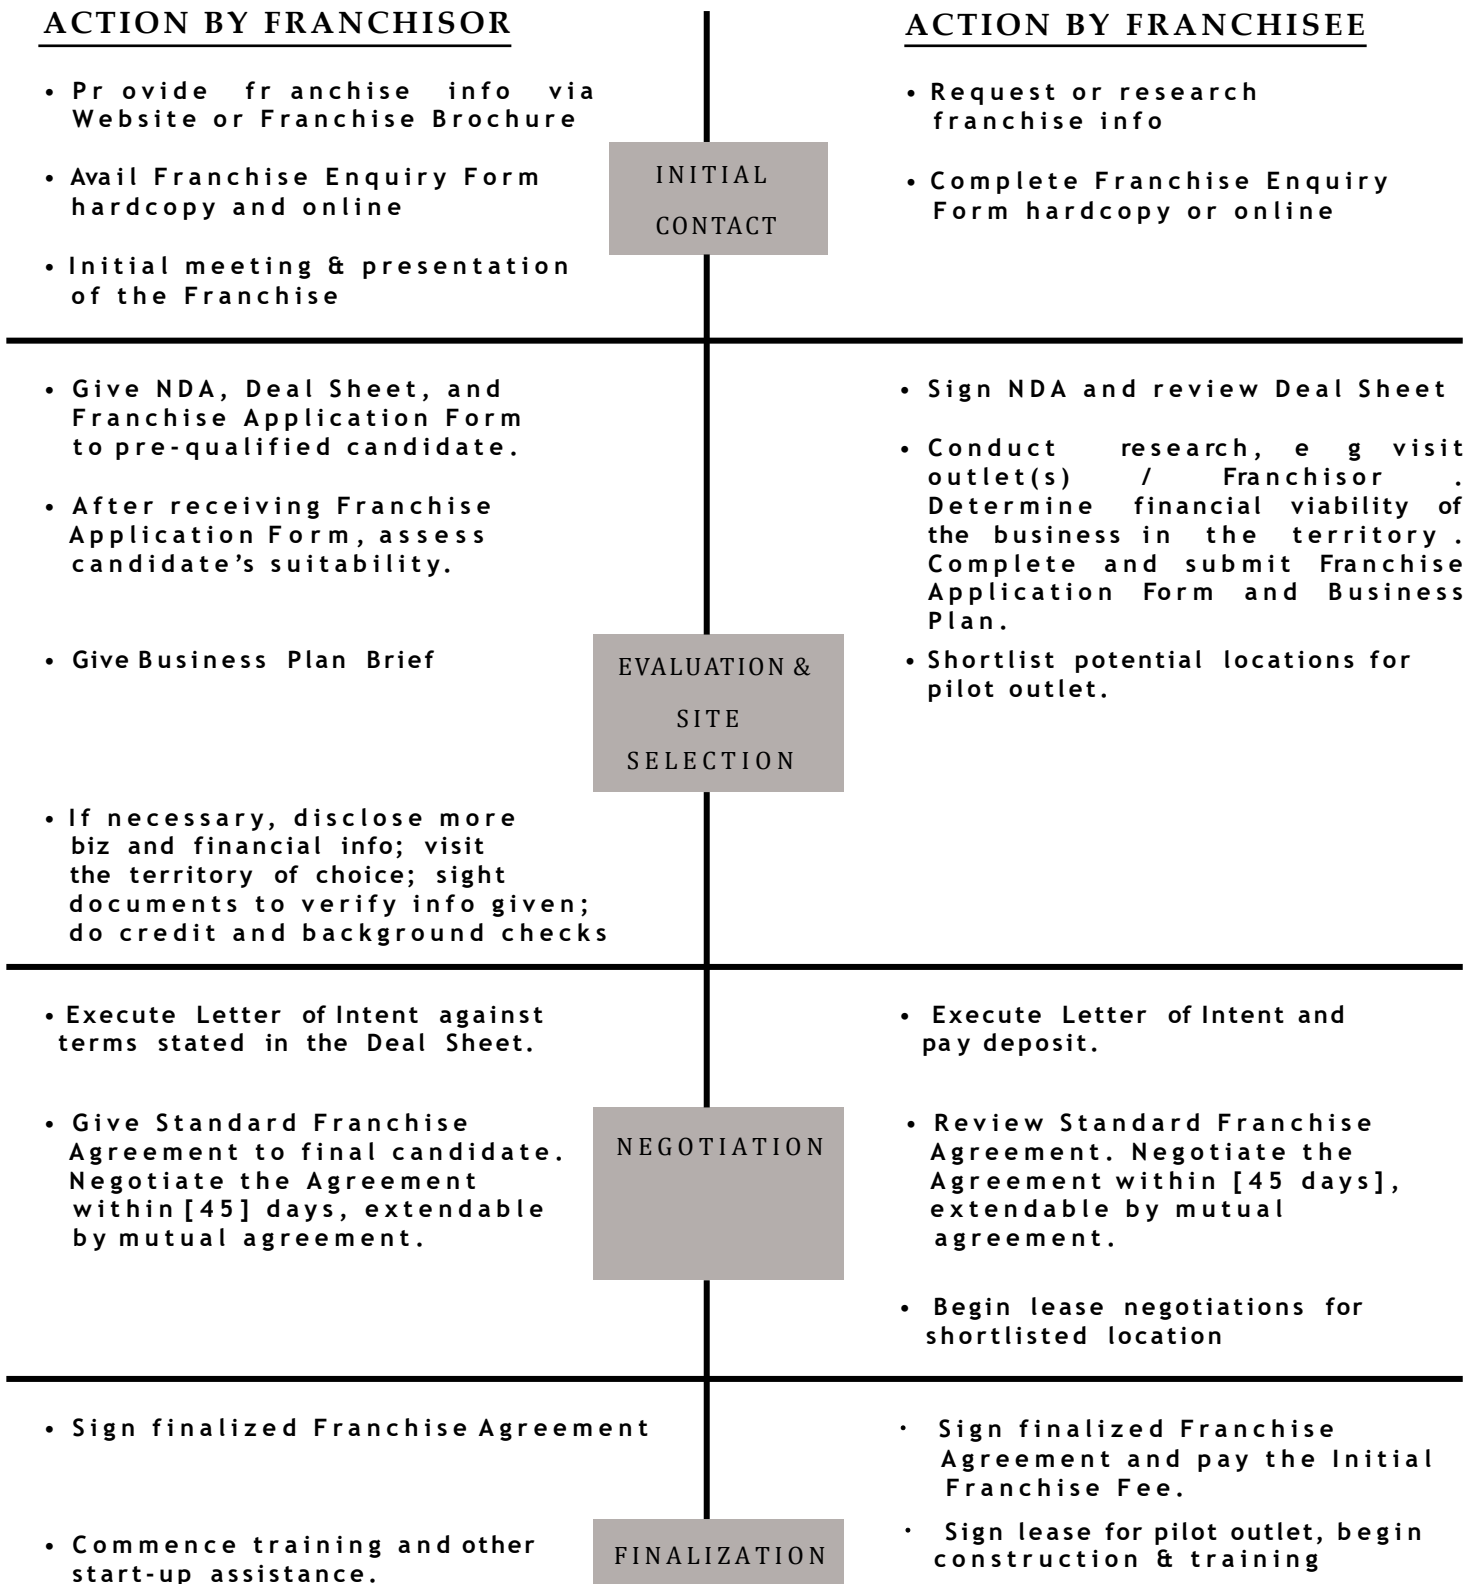 ACTION BY FRANCHISOR
• Provide franchise info via
Website or Franchise Brochure
• Avail Franchise Enquiry Form
hardcopy and online
• Initial meeting & presentation
of the Franchise
INITIAL
CONTACT
ACTION BY FRANCHISEE
• Request or research
franchise info
• Complete Franchise Enquiry
Form hardcopy or online
• Give NDA, Deal Sheet, and
Franchise Application Form
to pre-qualified candidate.
• After receiving Franchise
Application Form, assess
candidate’s suitability.
• Give Business Plan Brief
• If necessary, disclose more
biz and financial info; visit
the territory of choice; sight
documents to verify info given;
do credit and background checks
EVALUATION &
SITE
SELECTION
• Sign NDA and review Deal Sheet
• Conduct research, e g visit
outlet(s) / Franchisor .
Determine financial viability of
the business in the territory .
Complete and submit Franchise
Application Form and Business
Plan.
• Shortlist potential locations for
pilot outlet.
• Execute Letter of Intent against
terms stated in the Deal Sheet.
• Give Standard Franchise
Agreement to final candidate.
Negotiate the Agreement
within [45] days, extendable
by mutual agreement.
NEGOTIATION
• Execute Letter of Intent and
pay deposit.
• Review Standard Franchise
Agreement. Negotiate the
Agreement within [45 days],
extendable by mutual
agreement.
• Begin lease negotiations for
shortlisted location
• Sign finalized Franchise Agreement
• Commence training and other
start-up assistance.
FINALIZATION
• Sign finalized Franchise
Agreement and pay the Initial
Franchise Fee.
• Sign lease for pilot outlet, begin
construction & training